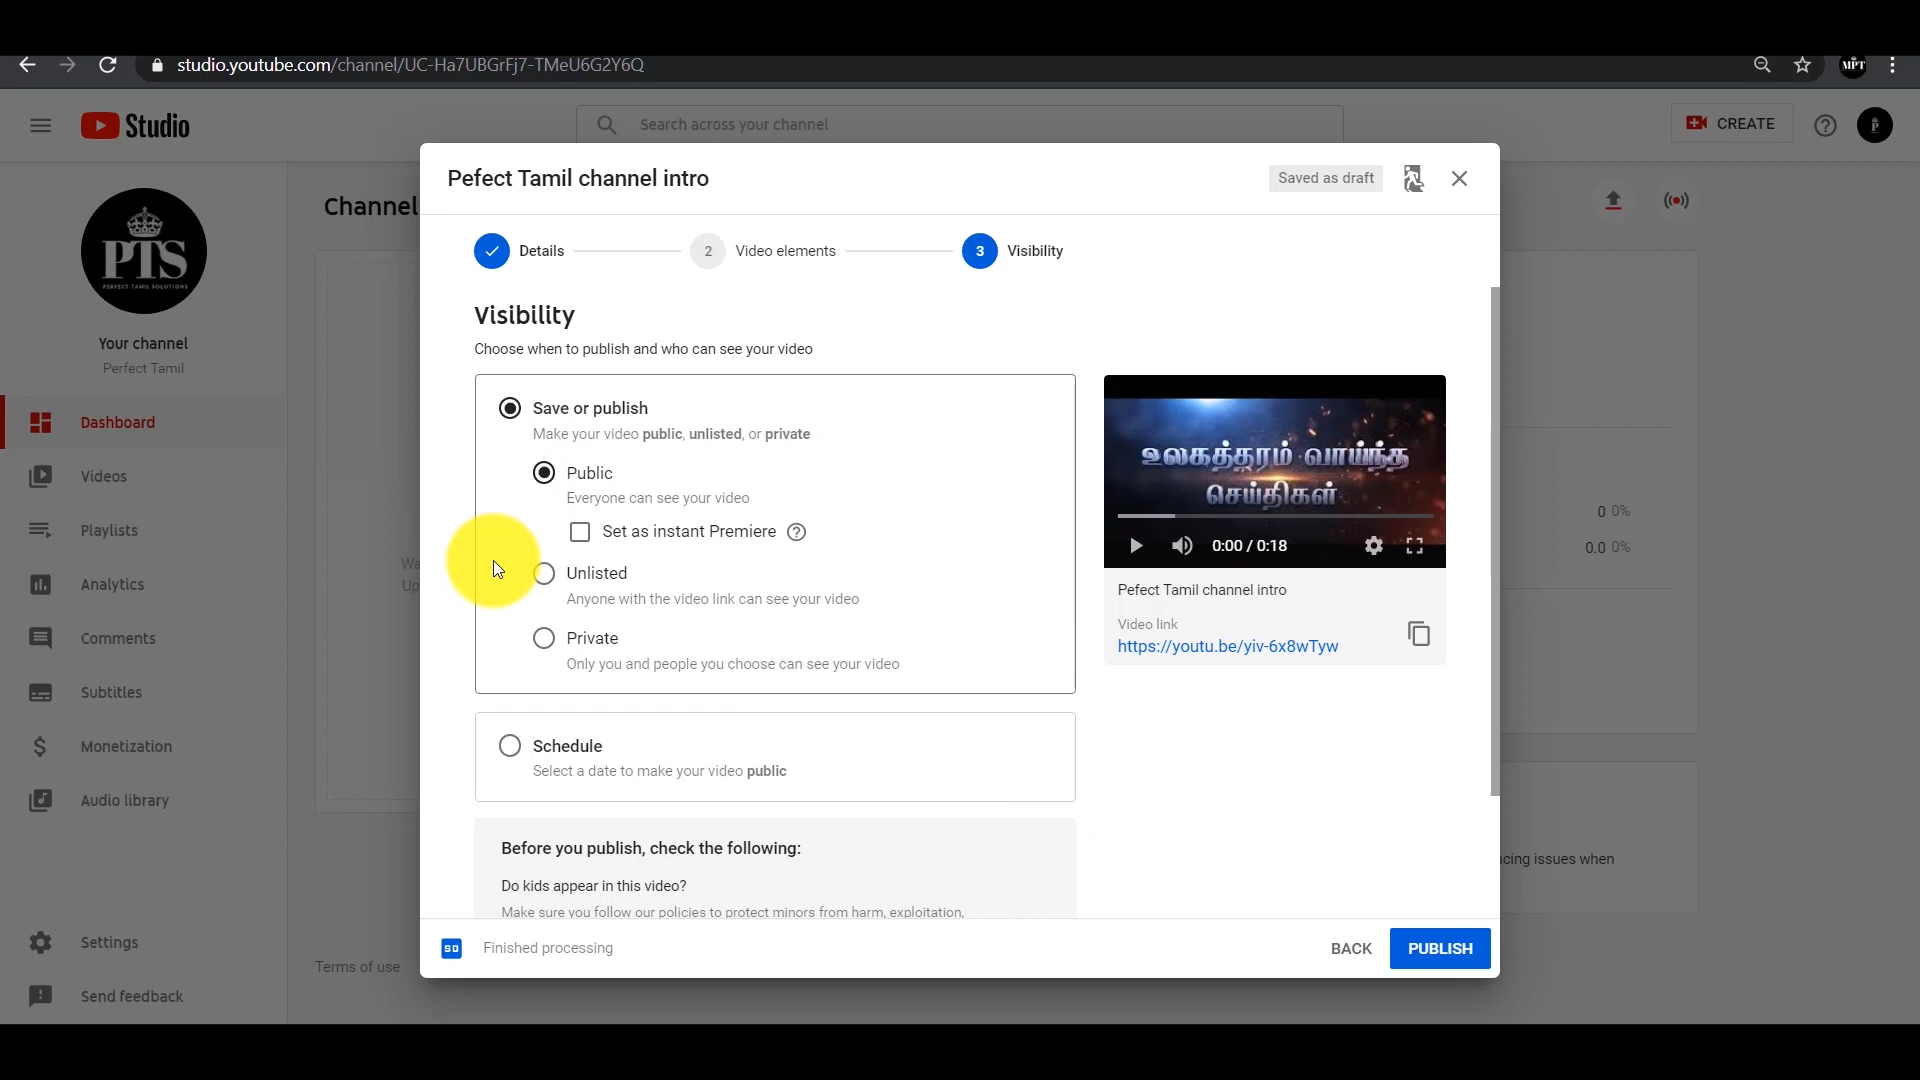 studio.youtube.com/channel/UC-Ha7UBGrFj7-TMeU6G2Y6Q
MPT
Studio
Search across your channel
CREATE
Channel
Pefect Tamil channel intro
Saved as draft
Details
2
Video elements
3
Visibility
PTS
PERFECT TAMIL SOLUTIONS
Your channel
Perfect Tamil
Dashboard
Videos
Playlists
Analytics
Comments
Subtitles
Monetization
Audio library
Settings
Send feedback
Visibility
Choose when to publish and who can see your video
Save or publish
Make your video public, unlisted, or private
Public
Everyone can see your video
Set as instant Premiere
Unlisted
Anyone with the video link can see your video
Private
Only you and people you choose can see your video
Schedule
Select a date to make your video public
Before you publish, check the following:
Do kids appear in this video?
Make sure you follow our policies to protect minors from harm, exploitation,
உலகத்தரம் வாய்ந்த
செய்திகள்
0:00 / 0:18
Pefect Tamil channel intro
Video link
https://youtu.be/yiv-6x8wTyw
0 0%
0.0 0%
issues when
Terms of use
SD
Finished processing
BACK
PUBLISH